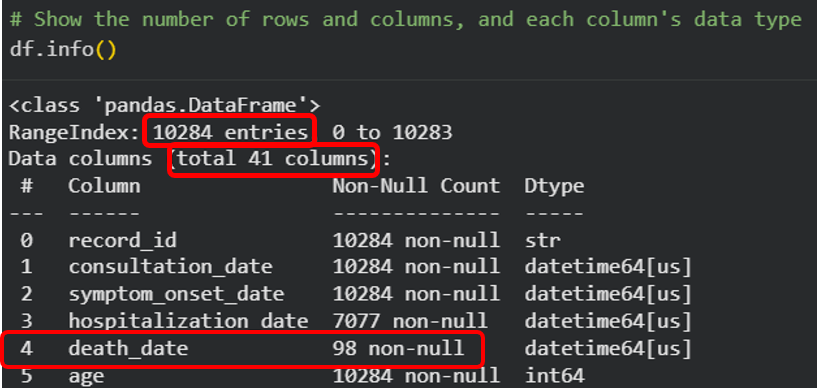 # Show the number of rows and columns, and each column's data type
df.info()
<class 'pandas.DataFrame'>
RangeIndex: 10284 entries 0 to 10283
Data columns (total 41 columns):
# Column Non-Null Count Dtype
--- ------ -------------- -----
0 record_id 10284 non-null str
1 consultation_date 10284 non-null datetime64[us]
2 symptom_onset_date 10284 non-null datetime64[us]
3 hospitalization date 7077 non-null datetime64[us]
4 death_date 98 non-null datetime64[us]
5 age 10284 non-null int64